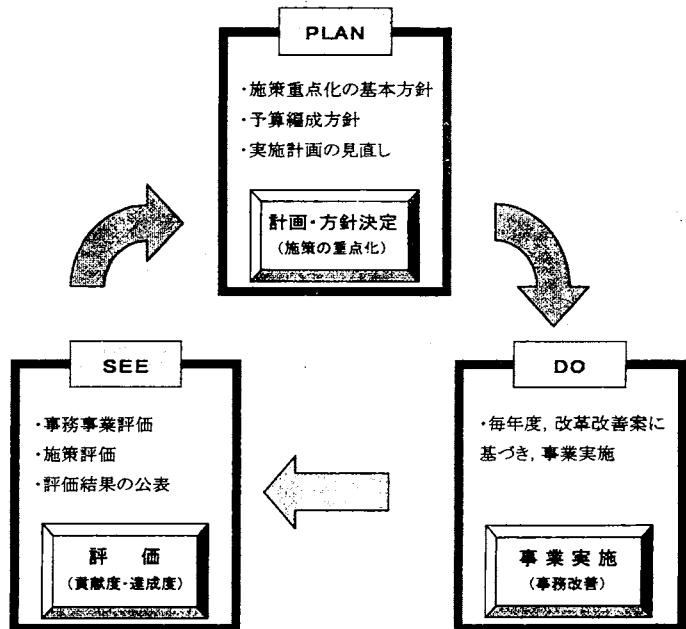 PLAN
・施策重点化の基本方針
・予算編成方針
・実施計画の見直し
計画・方針決定
(施策の重点化)
SEE
・事務事業評価
・施策評価
・評価結果の公表
評 価
(貢献度・達成度)
DO
・毎年度, 改革改善案に
基づき, 事業実施
事業実施
(事務改善)